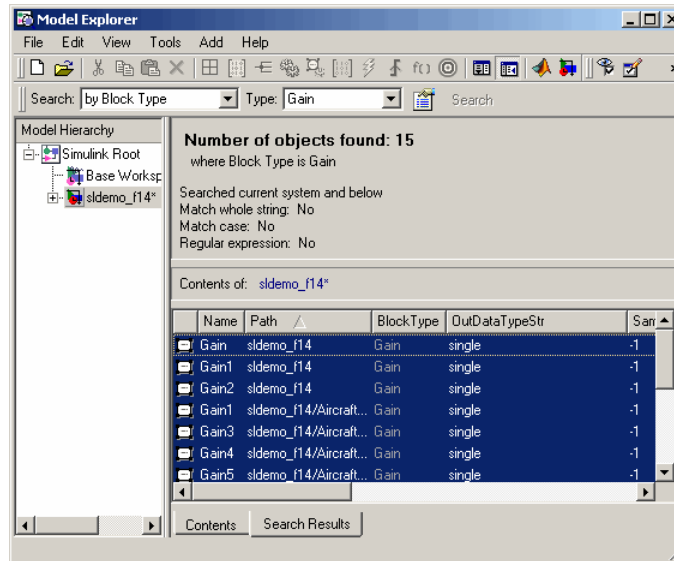 Model Explorer
File Edit View Tools Add Help
Search: by Block Type Type: Gain Search
Model Hierarchy
Simulink Root
Base Worksp
sldemo_f14*
Number of objects found: 15
where Block Type is Gain
Searched current system and below
Match whole string: No
Match case: No
Regular expression: No
Contents of: sldemo_f14*
Name Path BlockType OutDataTypeStr Sam
Gain sldemo_f14 Gain single -1
Gain1 sldemo_f14 Gain single -1
Gain2 sldemo_f14 Gain single -1
Gain1 sldemo_f14/Aircraft... Gain single -1
Gain3 sldemo_f14/Aircraft... Gain single -1
Gain4 sldemo_f14/Aircraft... Gain single -1
Gain5 sldemo_f14/Aircraft... Gain single -1
Contents Search Results